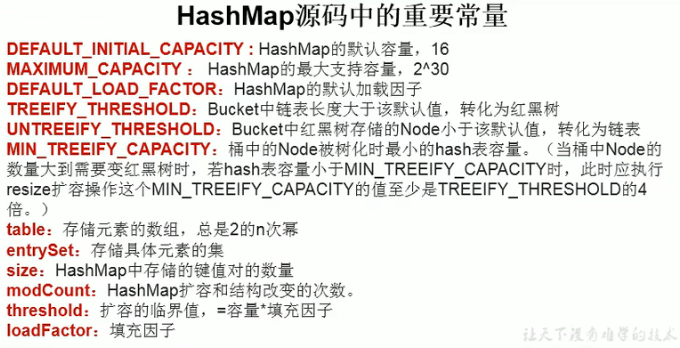 HashMap源码中的重要常量
DEFAULT_INITIAL_CAPACITY : HashMap的默认容量，16
MAXIMUM_CAPACITY ： HashMap的最大支持容量，2^30
DEFAULT_LOAD_FACTOR：HashMap的默认加载因子
TREEIFY_THRESHOLD：Bucket中链表长度大于该默认值，转化为红黑树
UNTREEIFY_THRESHOLD：Bucket中红黑树存储的Node小于该默认值，转化为链表
MIN_TREEIFY_CAPACITY：桶中的Node被树化时最小的hash表容量。（当桶中Node的
数量大到需要变红黑树时，若hash表容量小于MIN_TREEIFY_CAPACITY时，此时应执行
resize扩容操作这个MIN_TREEIFY_CAPACITY的值至少是TREEIFY_THRESHOLD的4
倍。）
table：存储元素的数组，总是2的n次幂
entrySet：存储具体元素的集
size：HashMap中存储的键值对的数量
modCount：HashMap扩容和结构改变的次数。
threshold：扩容的临界值，=容量*填充因子
loadFactor：填充因子
让天下没有难学的技术